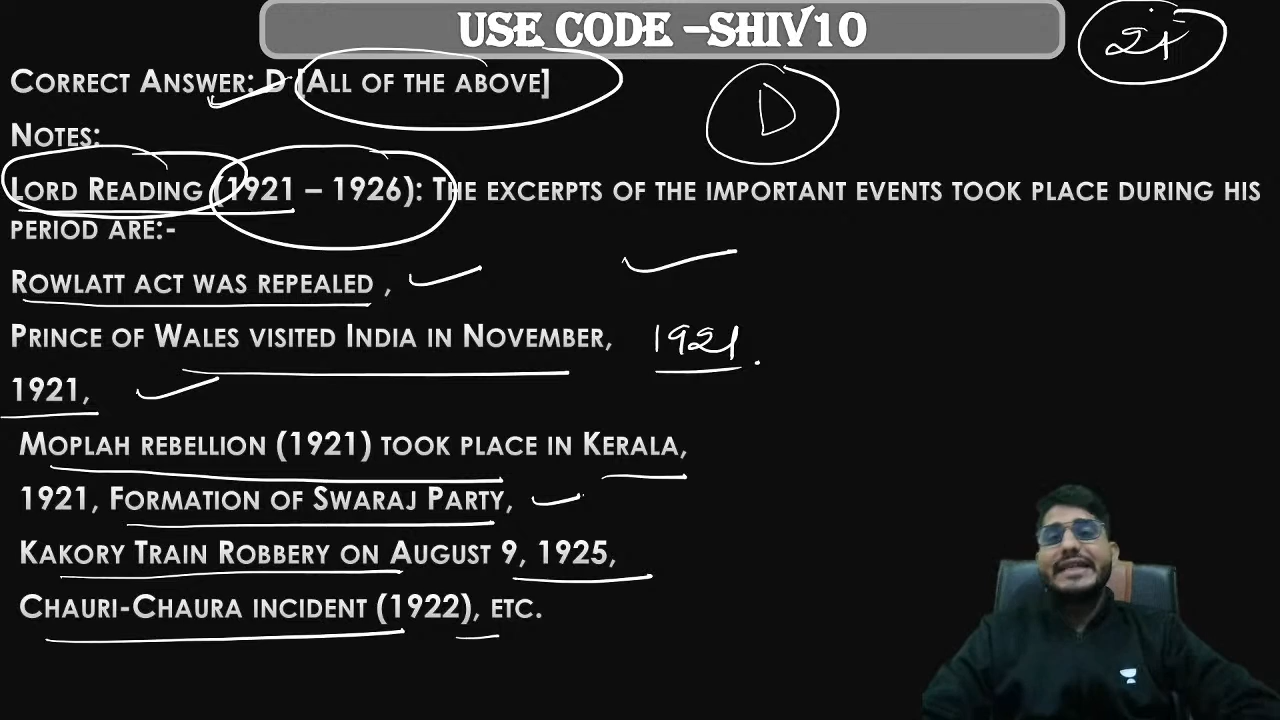 USE CODE –SHIV10
CORRECT ANSWER: D [ALL OF THE ABOVE]
D
NOTES:
LORD READING (1921 – 1926): THE EXCERPTS OF THE IMPORTANT EVENTS TOOK PLACE DURING HIS
PERIOD ARE:-
ROWLATT ACT WAS REPEALED ,
PRINCE OF WALES VISITED INDIA IN NOVEMBER, 1921.
1921,
MOPLAH REBELLION (1921) TOOK PLACE IN KERALA,
1921, FORMATION OF SWARAJ PARTY,
KAKORY TRAIN ROBBERY ON AUGUST 9, 1925,
CHAURI-CHAURA INCIDENT (1922), ETC.